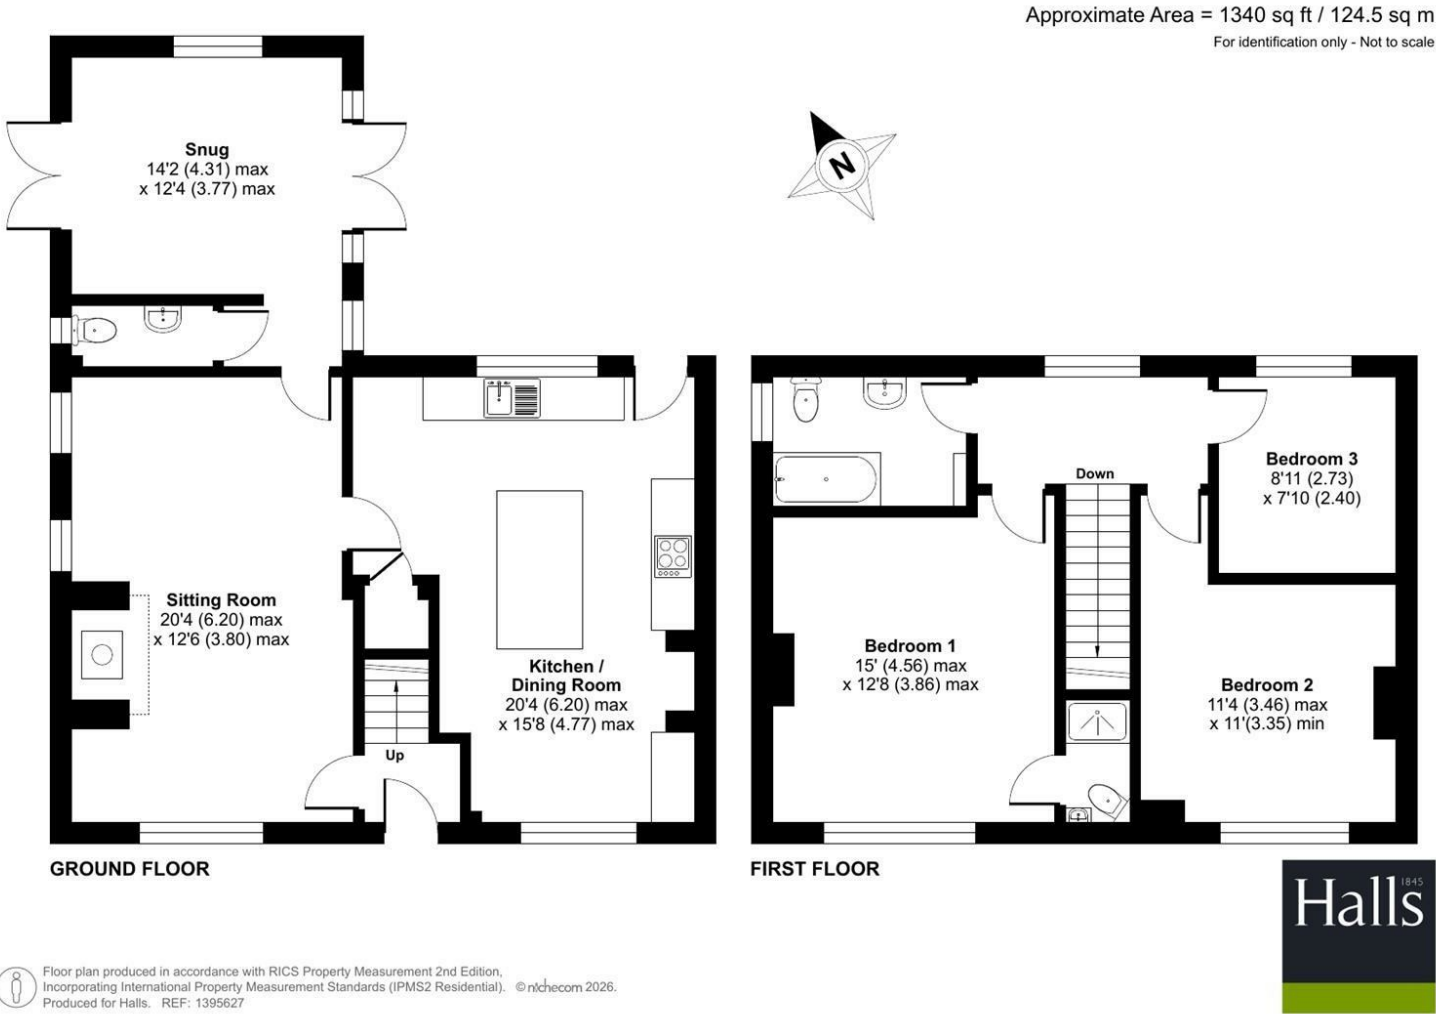 Approximate Area = 1340 sq ft / 124.5 sq m
For identification only - Not to scale
N
Snug
14'2 (4.31) max
x 12'4 (3.77) max
Sitting Room
20'4 (6.20) max
x 12'6 (3.80) max
Kitchen /
Dining Room
20'4 (6.20) max
x 15'8 (4.77) max
Up
GROUND FLOOR
Down
Bedroom 3
8'11 (2.73)
x 7'10 (2.40)
Bedroom 1
15' (4.56) max
x 12'8 (3.86) max
Bedroom 2
11'4 (3.46) max
x 11'(3.35) min
FIRST FLOOR
1845
Halls
Floor plan produced in accordance with RICS Property Measurement 2nd Edition,
Incorporating International Property Measurement Standards (IPMS2 Residential). © nichecom 2026.
Produced for Halls. REF: 1395627